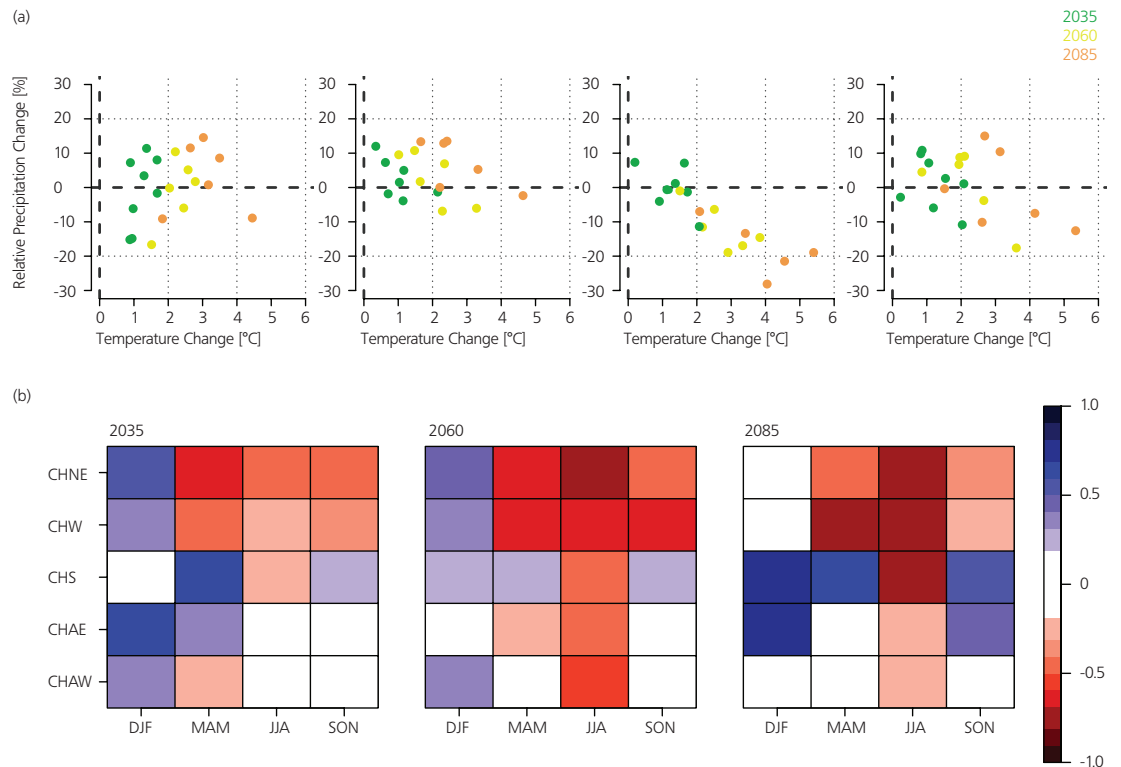 (a)
2035
2060
2085
Relative Precipitation Change [%]
30 30 30 30
20 20 20 20
10 10 10 10
0 0 0 0
-10 -10 -10 -10
-20 -20 -20 -20
-30 -30 -30 -30
0 1 2 3 4 5 6 0 1 2 3 4 5 6 0 1 2 3 4 5 6 0 1 2 3 4 5 6
Temperature Change [°C] Temperature Change [°C] Temperature Change [°C] Temperature Change [°C]
(b)
2035 2060 2085
1.0
CHNE
0.5
CHW
CHS
0
CHAE
-0.5
CHAW
DJF MAM JJA SON DJF MAM JJA SON DJF MAM JJA SON
-1.0